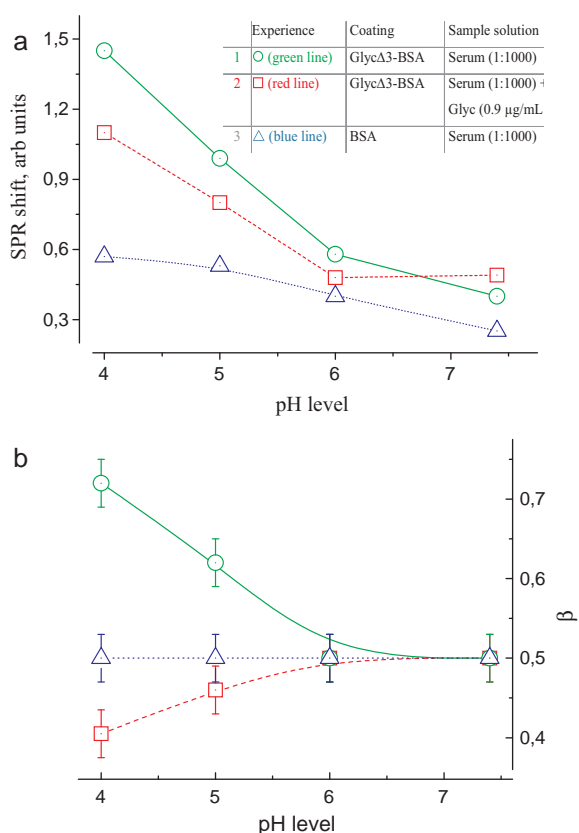 a
Experience Coating Sample solution
1 (green line) GlycΔ3-BSA Serum (1:1000)
2 (red line) GlycΔ3-BSA Serum (1:1000) +
Glyc (0.9 µg/mL
3 (blue line) BSA Serum (1:1000)
1,5
1,2
0,9
0,6
0,3
SPR shift, arb units
4 5 6 7
pH level
b
0,7
0,6
0,5
0,4
β
4 5 6 7
pH level